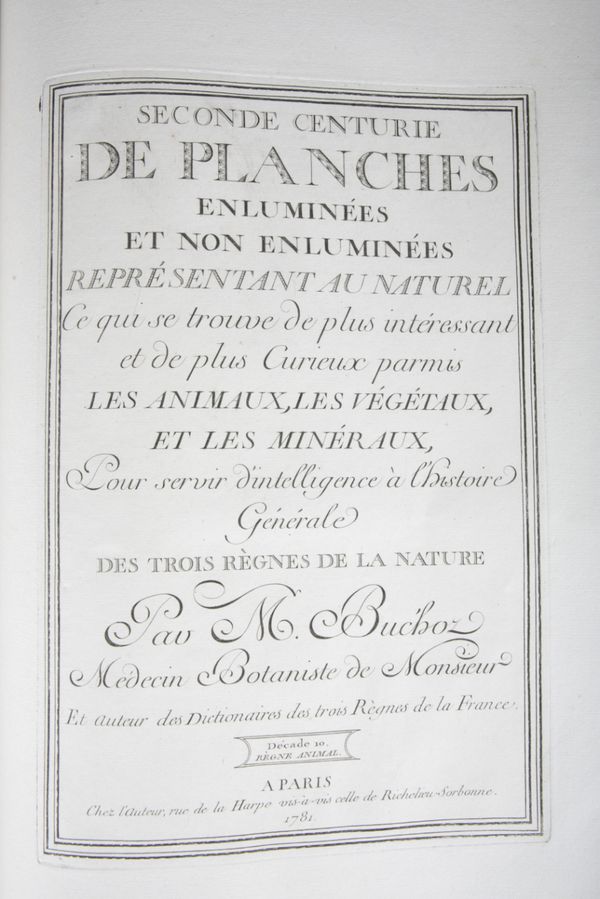 SECONDE CENTURIE
DE PLANCHES
ENLUMINÉES
ET NON ENLUMINÉES
REPRÉSENTANT AU NATUREL
Ce qui se trouve de plus intéressant
et de plus Curieux parmis
LES ANIMAUX, LES VÉGÉTAUX,
ET LES MINÉRAUX,
Pour servir d'intelligence à l'histoire
Générale
DES TROIS RÈGNES DE LA NATURE
Par M. Buc'hoz
Médecin Botaniste de Monsieur
Et Auteur des Dictionaires des trois Règnes de la France.
Décade 10.
RÈGNE ANIMAL.
A PARIS
Chez l'Auteur, rue de la Harpe vis-à-vis celle de Richelieu-Sorbonne.
1781.